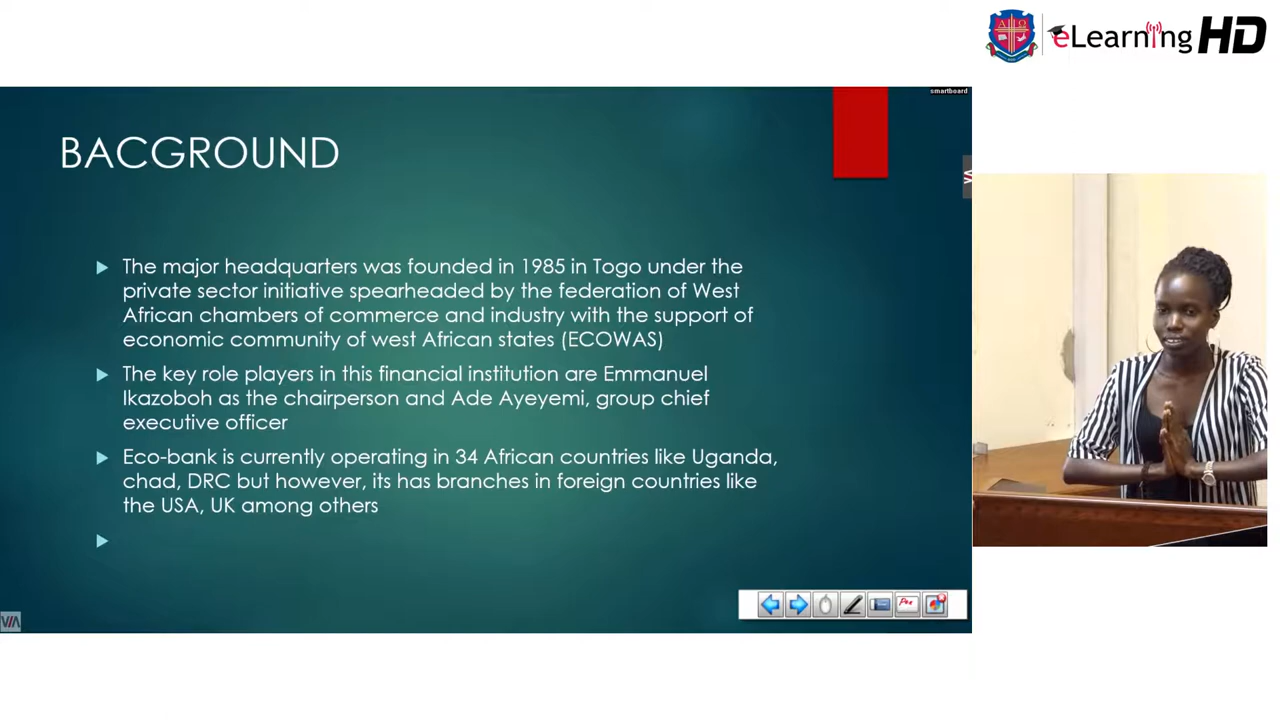 eLearning HD
smartboard
BACGROUND
The major headquarters was founded in 1985 in Togo under the
private sector initiative spearheaded by the federation of West
African chambers of commerce and industry with the support of
economic community of west African states (ECOWAS)
The key role players in this financial institution are Emmanuel
Ikazoboh as the chairperson and Ade Ayeyemi, group chief
executive officer
Eco-bank is currently operating in 34 African countries like Uganda,
chad, DRC but however, its has branches in foreign countries like
the USA, UK among others
VIA